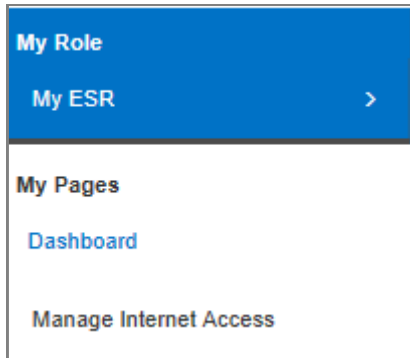 My Role
My ESR
My Pages
Dashboard
Manage Internet Access